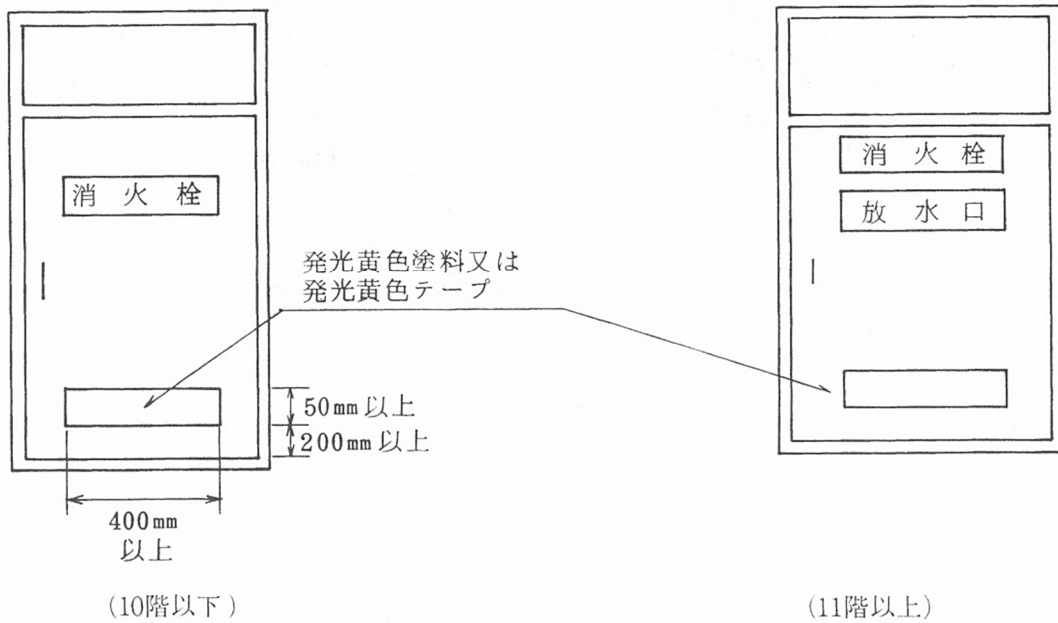 消火栓
消火栓
放水口
発光黄色塗料又は
発光黄色テープ
50mm以上
200mm以上
400mm
以上
(10階以下)
(11階以上)